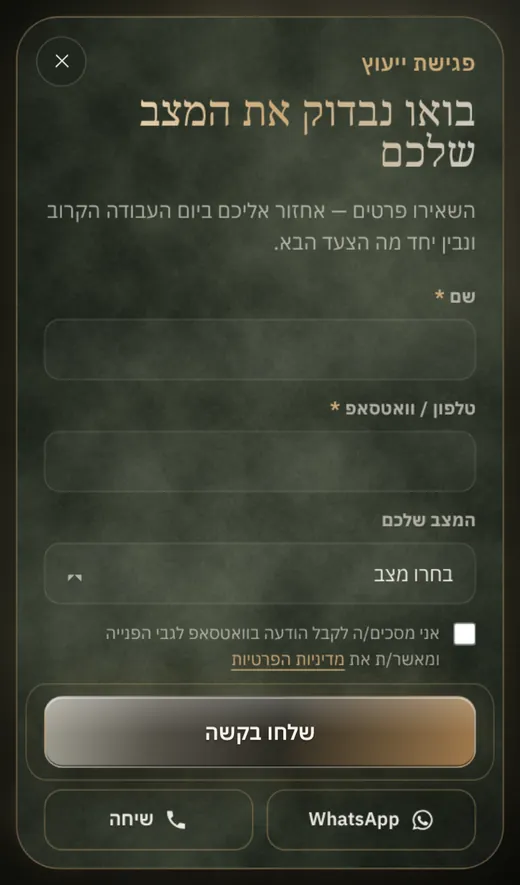 פגישת ייעוץ
בואו נבדוק את המצב
שלכם
השאירו פרטים — אחזור אליכם ביום העבודה הקרוב
ונבין יחד מה הצעד הבא.
שם *
טלפון / וואטסאפ *
המצב שלכם
בחרו מצב
אני מסכים/ה לקבל הודעה בוואטסאפ לגבי הפנייה
ומאשר/ת את מדיניות הפרטיות
שלחו בקשה
WhatsApp
שיחה